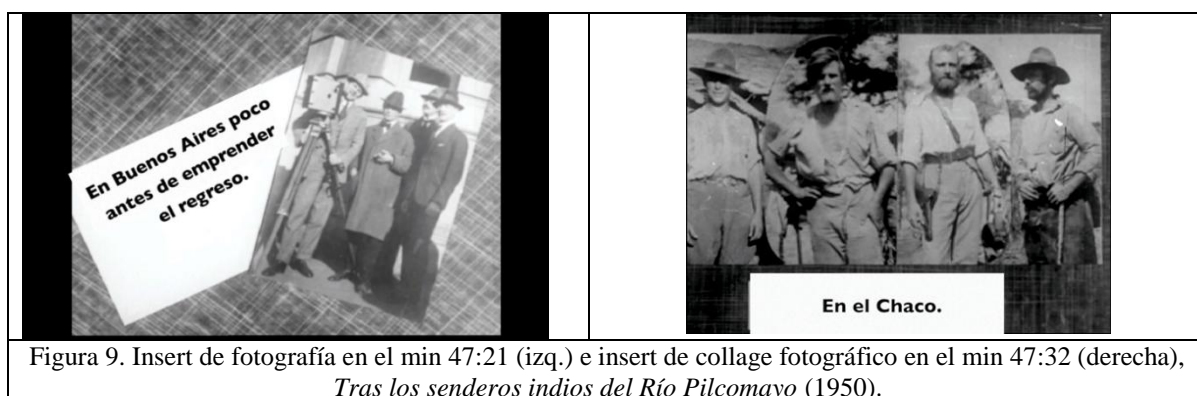 En Buenos Aires poco
antes de emprender
el regreso.
En el Chaco.
Figura 9. Insert de fotografía en el min 47:21 (izq.) e insert de collage fotográfico en el min 47:32 (derecha),
Tras los senderos indios del Río Pilcomayo (1950).